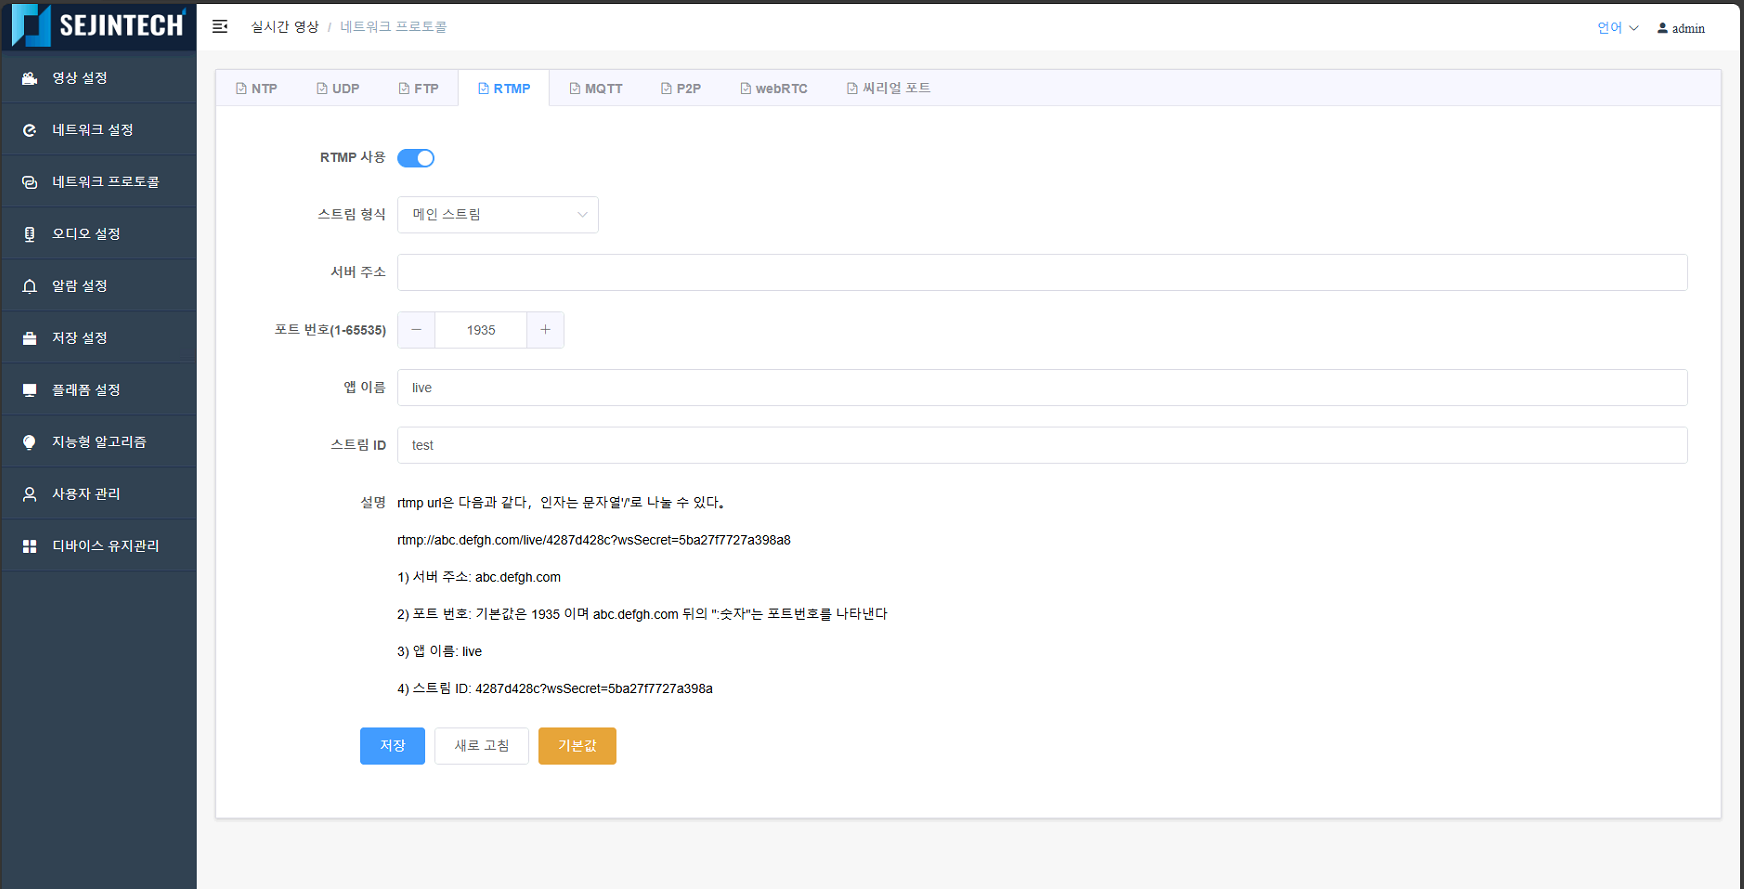 SEJINTECH
실시간 영상 / 네트워크 프로토콜
언어
admin
영상 설정
네트워크 설정
네트워크 프로토콜
오디오 설정
알람 설정
저장 설정
플래폼 설정
지능형 알고리즘
사용자 관리
디바이스 유지관리
NTP UDP FTP RTMP MQTT P2P webRTC 씨리얼 포트
RTMP 사용
스트림 형식 메인 스트림
서버 주소
포트 번호(1-65535) − 1935 +
앱 이름 live
스트림 ID test
설명 rtmp url은 다음과 같다, 인자는 문자열'/'로 나눌 수 있다。
rtmp://abc.defgh.com/live/4287d428c?wsSecret=5ba27f7727a398a8
1) 서버 주소: abc.defgh.com
2) 포트 번호: 기본값은 1935 이며 abc.defgh.com 뒤의 ":숫자"는 포트번호를 나타낸다
3) 앱 이름: live
4) 스트림 ID: 4287d428c?wsSecret=5ba27f7727a398a
저장 새로 고침 기본값